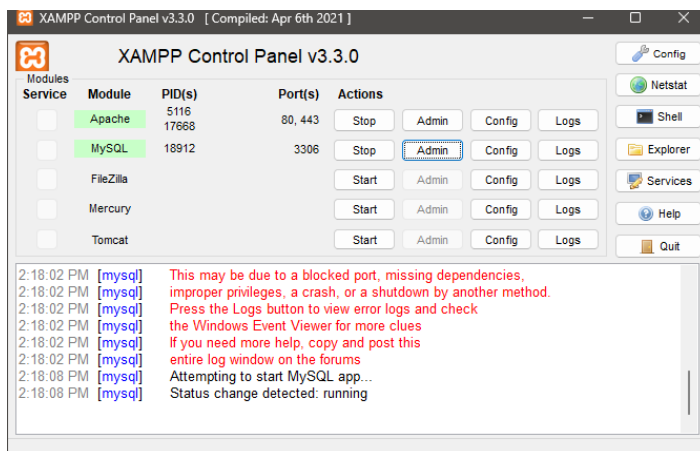 XAMPP Control Panel v3.3.0 [ Compiled: Apr 6th 2021 ]
XAMPP Control Panel v3.3.0
Config
Modules
Service Module PID(s) Port(s) Actions
Netstat
Apache 5116 17668 80, 443 Stop Admin Config Logs
Shell
MySQL 18912 3306 Stop Admin Config Logs
Explorer
FileZilla Start Admin Config Logs
Services
Mercury Start Admin Config Logs
Help
Tomcat Start Admin Config Logs
Quit
2:18:02 PM [mysql] This may be due to a blocked port, missing dependencies,
2:18:02 PM [mysql] improper privileges, a crash, or a shutdown by another method.
2:18:02 PM [mysql] Press the Logs button to view error logs and check
2:18:02 PM [mysql] the Windows Event Viewer for more clues
2:18:02 PM [mysql] If you need more help, copy and post this
2:18:02 PM [mysql] entire log window on the forums
2:18:08 PM [mysql] Attempting to start MySQL app...
2:18:08 PM [mysql] Status change detected: running